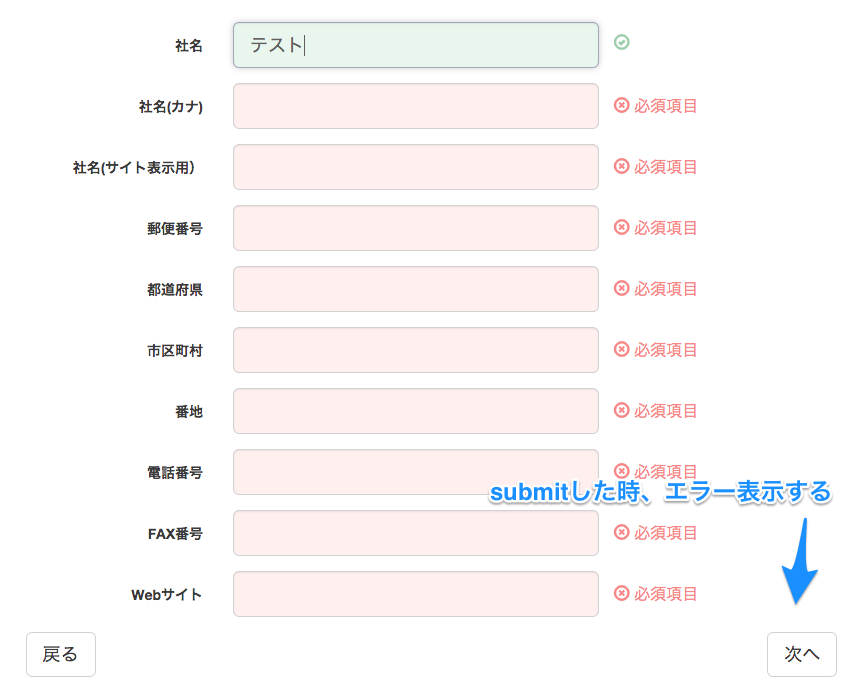 社名 テスト
社名(カナ) 必須項目
社名(サイト表示用） 必須項目
郵便番号 必須項目
都道府県 必須項目
市区町村 必須項目
番地 必須項目
電話番号 必須項目
submitした時、エラー表示する
FAX番号 必須項目
Webサイト 必須項目
戻る 次へ